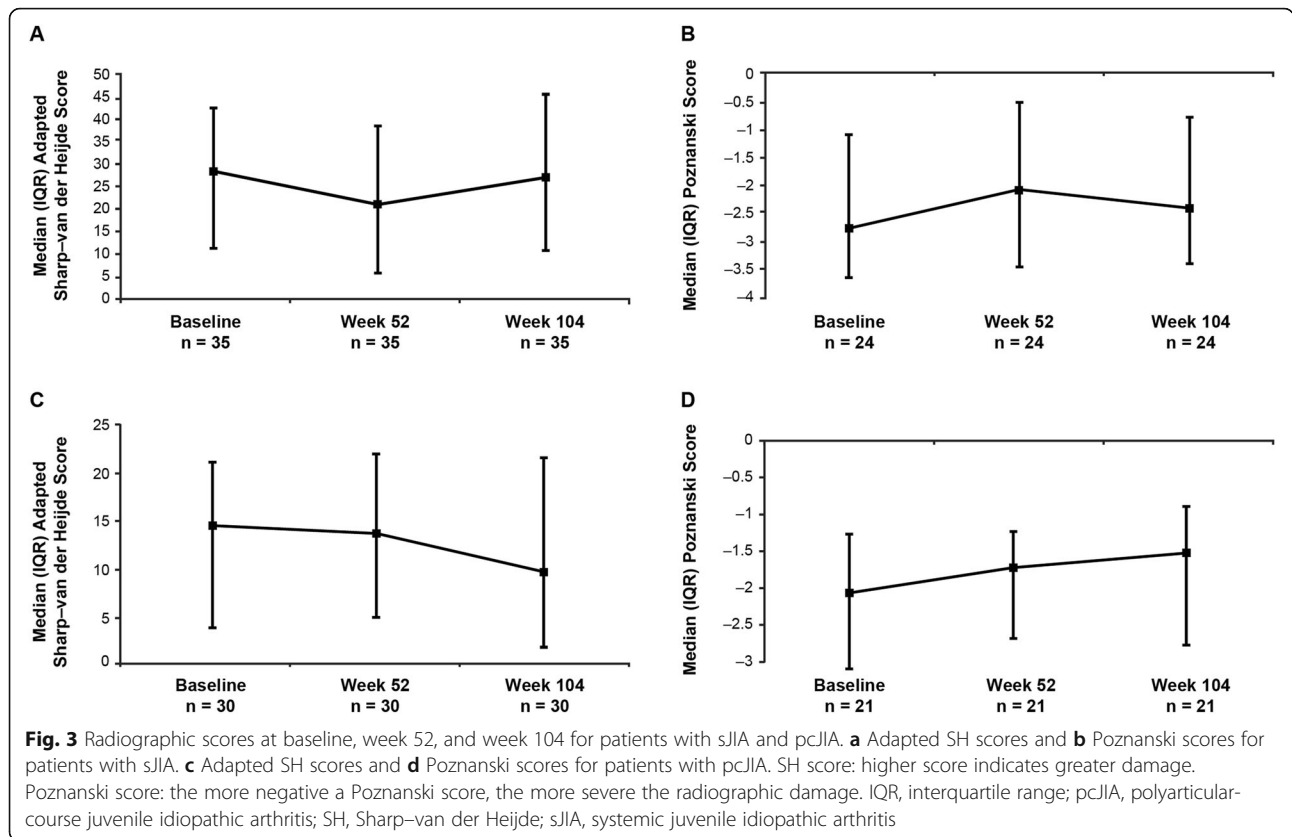 A
Median (IQR) Adapted
Sharp–van der Heijde Score
50
45
40
35
30
25
20
15
10
5
0
Baseline
n = 35
Week 52
n = 35
Week 104
n = 35
B
Median (IQR) Poznanski Score
0
–0.5
–1
–1.5
–2
–2.5
–3
–3.5
–4
Baseline
n = 24
Week 52
n = 24
Week 104
n = 24
C
Median (IQR) Adapted
Sharp–van der Heijde Score
25
20
15
10
5
0
Baseline
n = 30
Week 52
n = 30
Week 104
n = 30
D
Median (IQR) Poznanski Score
0
–0.5
–1
–1.5
–2
–2.5
–3
Baseline
n = 21
Week 52
n = 21
Week 104
n = 21
Fig. 3 Radiographic scores at baseline, week 52, and week 104 for patients with sJIA and pcJIA. a Adapted SH scores and b Poznanski scores for
patients with sJIA. c Adapted SH scores and d Poznanski scores for patients with pcJIA. SH score: higher score indicates greater damage.
Poznanski score: the more negative a Poznanski score, the more severe the radiographic damage. IQR, interquartile range; pcJIA, polyarticular-
course juvenile idiopathic arthritis; SH, Sharp–van der Heijde; sJIA, systemic juvenile idiopathic arthritis